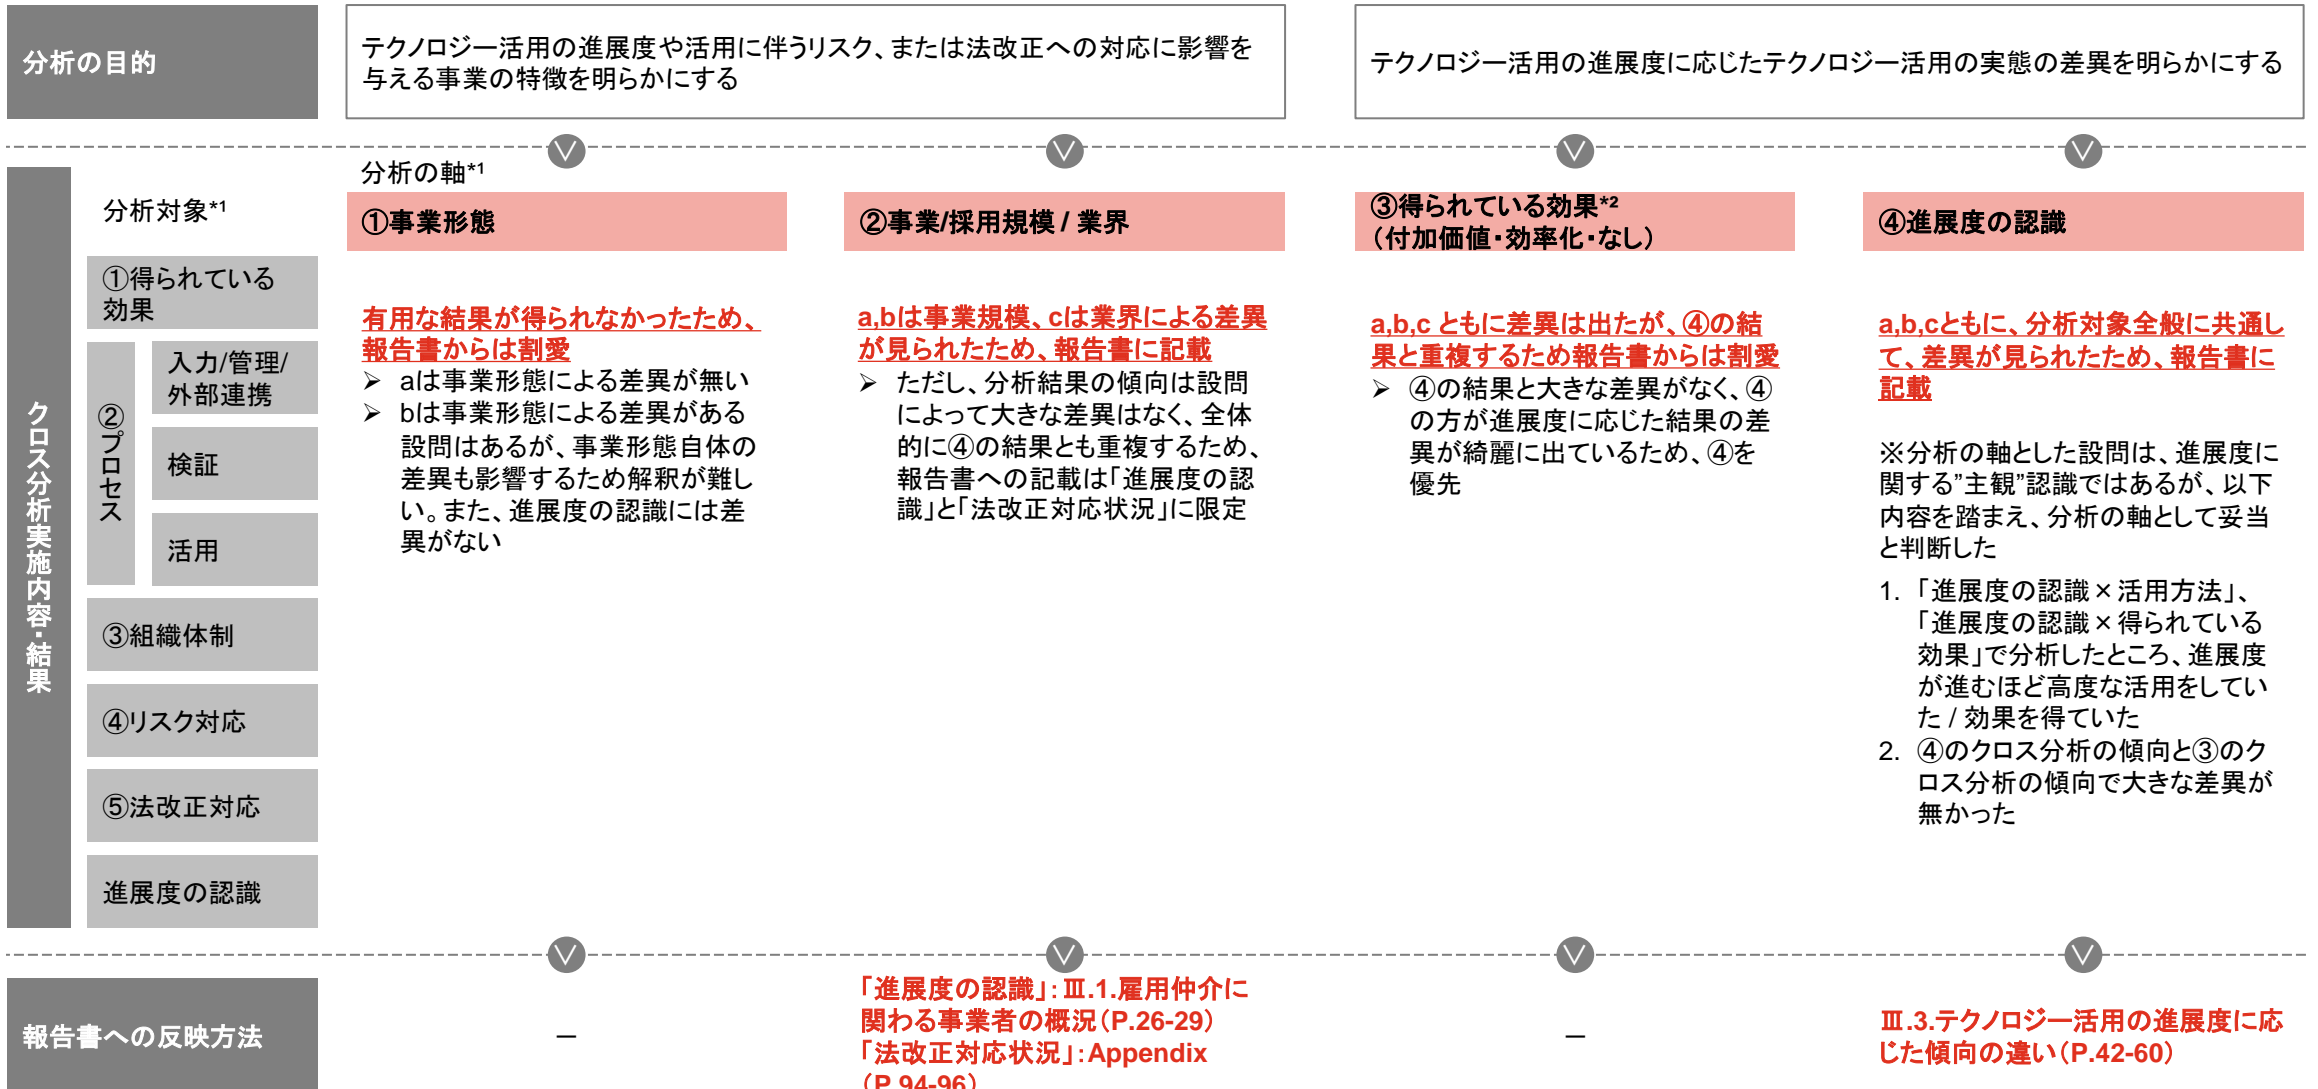 分析の目的
テクノロジー活用の進展度や活用に伴うリスク、または法改正への対応に影響を
与える事業の特徴を明らかにする
テクノロジー活用の進展度に応じたテクノロジー活用の実態の差異を明らかにする
クロス分析実施内容・結果
分析対象*1
①得られている
効果
②プロセス
入力/管理/
外部連携
検証
活用
③組織体制
④リスク対応
⑤法改正対応
進展度の認識
分析の軸*1
①事業形態
有用な結果が得られなかったため、
報告書からは割愛
➢ aは事業形態による差異が無い
➢ bは事業形態による差異がある
設問はあるが、事業形態自体の
差異も影響するため解釈が難し
い。また、進展度の認識には差
異がない
②事業/採用規模 / 業界
a,bは事業規模、cは業界による差異
が見られたため、報告書に記載
➢ ただし、分析結果の傾向は設問
によって大きな差異はなく、全体
的に④の結果とも重複するため、
報告書への記載は「進展度の認
識」と「法改正対応状況」に限定
③得られている効果*2
（付加価値・効率化・なし）
a,b,c ともに差異は出たが、④の結
果と重複するため報告書からは割愛
➢ ④の結果と大きな差異がなく、④
の方が進展度に応じた結果の差
異が綺麗に出ているため、④を
優先
④進展度の認識
a,b,cともに、分析対象全般に共通し
て、差異が見られたため、報告書に
記載
※分析の軸とした設問は、進展度に
関する”主観”認識ではあるが、以下
内容を踏まえ、分析の軸として妥当
と判断した
1. 「進展度の認識×活用方法」、
「進展度の認識×得られている
効果」で分析したところ、進展度
が進むほど高度な活用をしてい
た / 効果を得ていた
2. ④のクロス分析の傾向と③のク
ロス分析の傾向で大きな差異が
無かった
報告書への反映方法
－
「進展度の認識」：Ⅲ.1.雇用仲介に
関わる事業者の概況（P.26-29）
「法改正対応状況」：Appendix
（P.94-96）
－
Ⅲ.3.テクノロジー活用の進展度に応
じた傾向の違い（P.42-60）